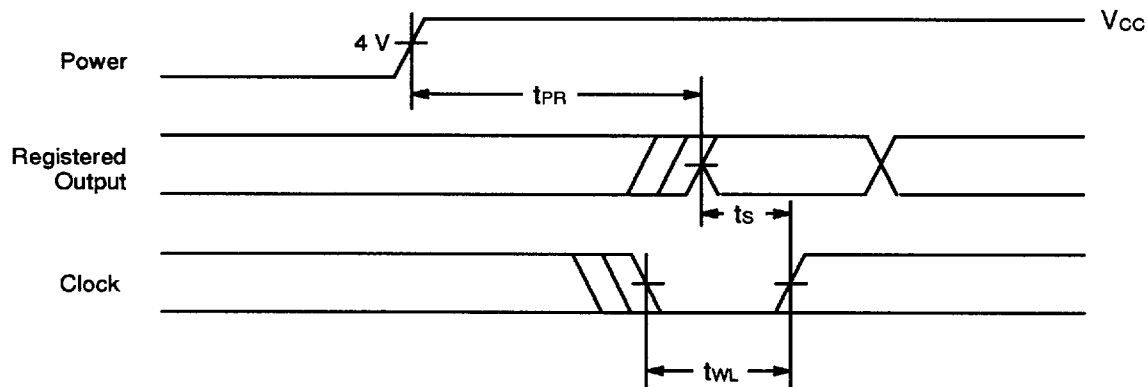 VCC
4 V
Power
tPR
Registered
Output
tS
Clock
tWL